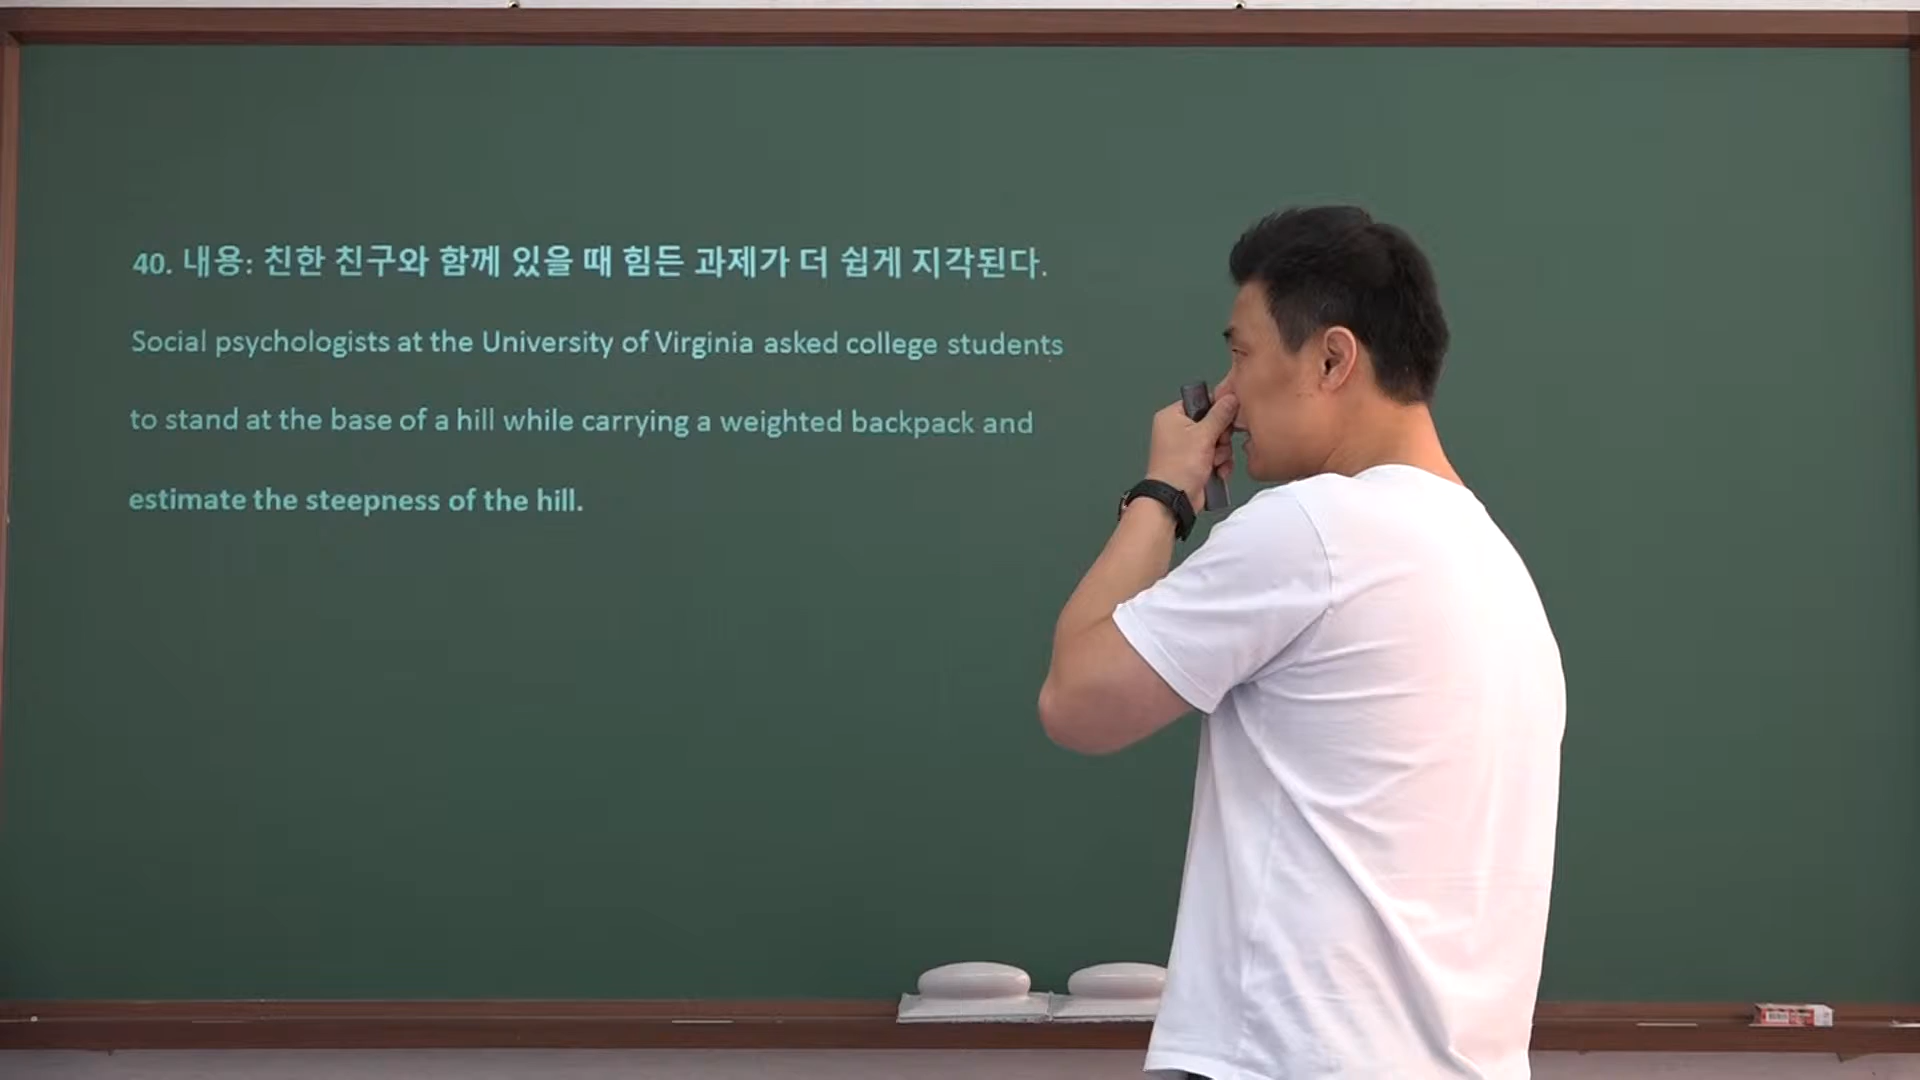 40. 내용: 친한 친구와 함께 있을 때 힘든 과제가 더 쉽게 지각된다.
Social psychologists at the University of Virginia asked college students
to stand at the base of a hill while carrying a weighted backpack and
estimate the steepness of the hill.